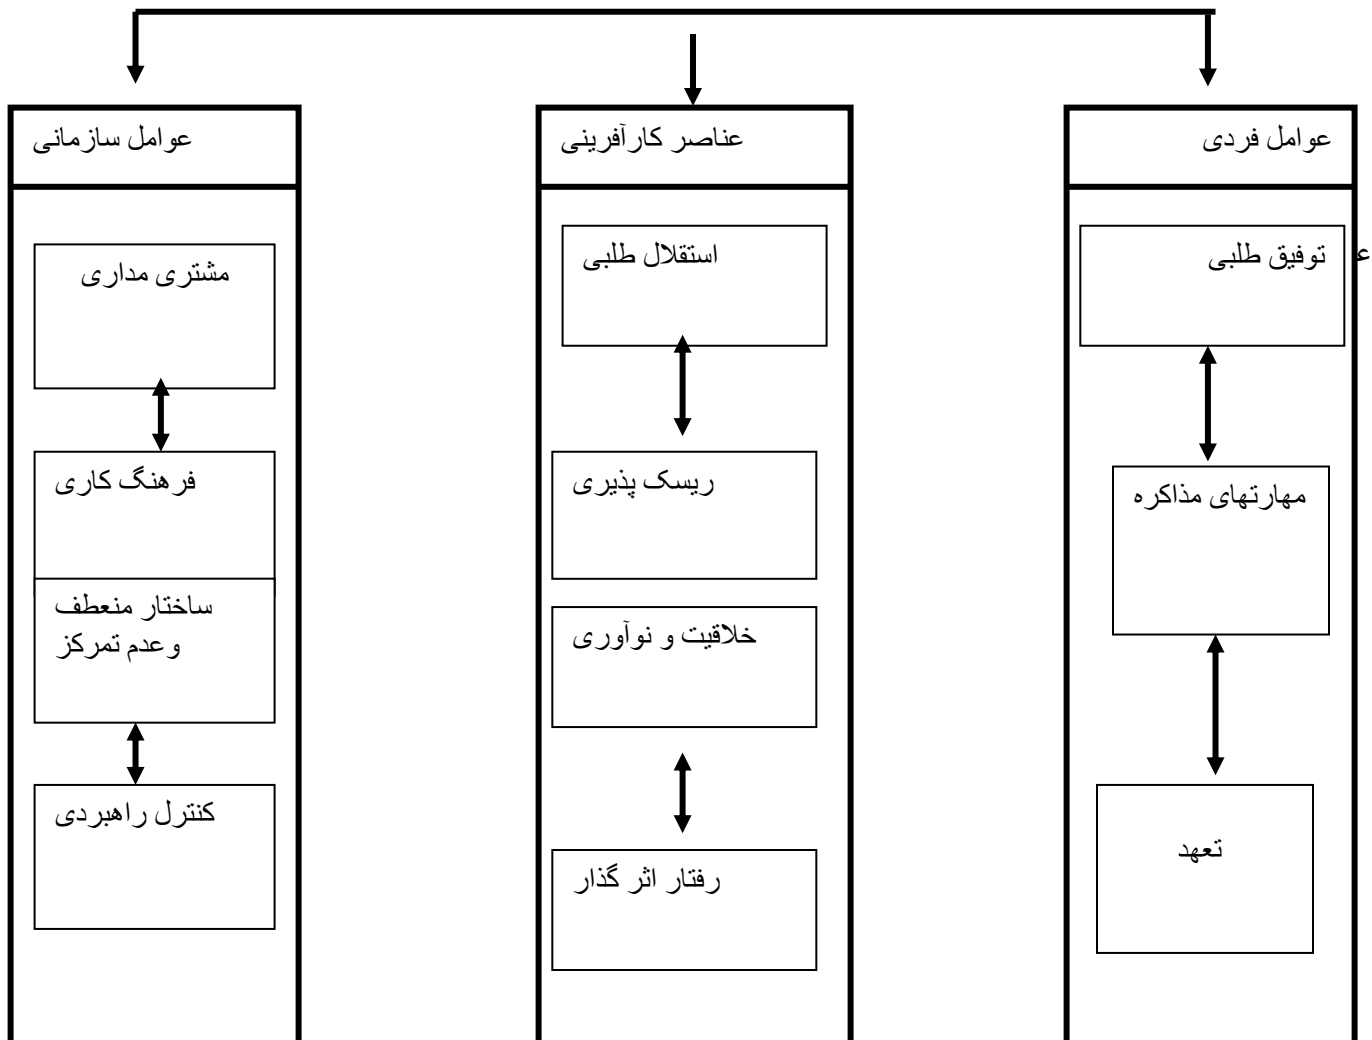 عوامل فردی
توفیق طلبی
مهارتهای مذاکره
تعهد
عناصر کارآفرینی
استقلال طلبی
ریسک پذیری
خلاقیت و نوآوری
رفتار اثر گذار
عوامل سازمانی
مشتری مداری
فرهنگ کاری
ساختار منعطف
وعدم تمرکز
کنترل راهبردی